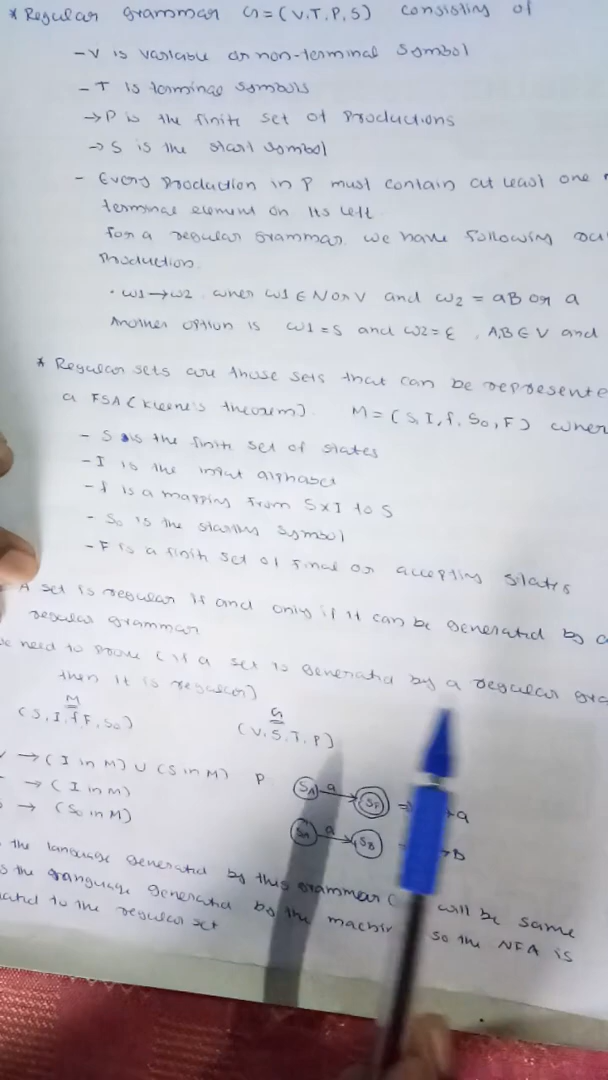 * Regular grammar G = (V, T, P, S) consisting of
- V is variable or non-terminal symbol
- T is terminae symbols
→ P is the finite set of productions
→ S is the start symbol
- Every production in P must contain at least one
terminal element on its left
for a regular grammar. we have following
production.
• w1 → w2 wher w1 ∈ N or V and w2 = aB or a
Another option is w1 = S and w2 = ε , A,B ∈ V and
* Regular sets are those sets that can be represente
a FSA (kleene's theorem). M = (S, I, f, S0, F) wher
- S is the finite set of states
- I is the input alphabet
- f is a mapping from S x I to S
- S0 is the starting symbol
- F is a finite set of final or accepting states
A set is regular if and only if it can be generated by a
regular grammar
need to prove (if a set is generated by a regular gra
then it is regular)
M G
(S, I, f, F, S0) (V, S, T, P)
→ (I in M) ∪ (S in M) P SA a SF ⇒ a
→ (I in M)
→ (S0 in M) SA a SB B
the language generated by this grammar will be same
the language generated by the machin so the NFA is
ated to the regular set